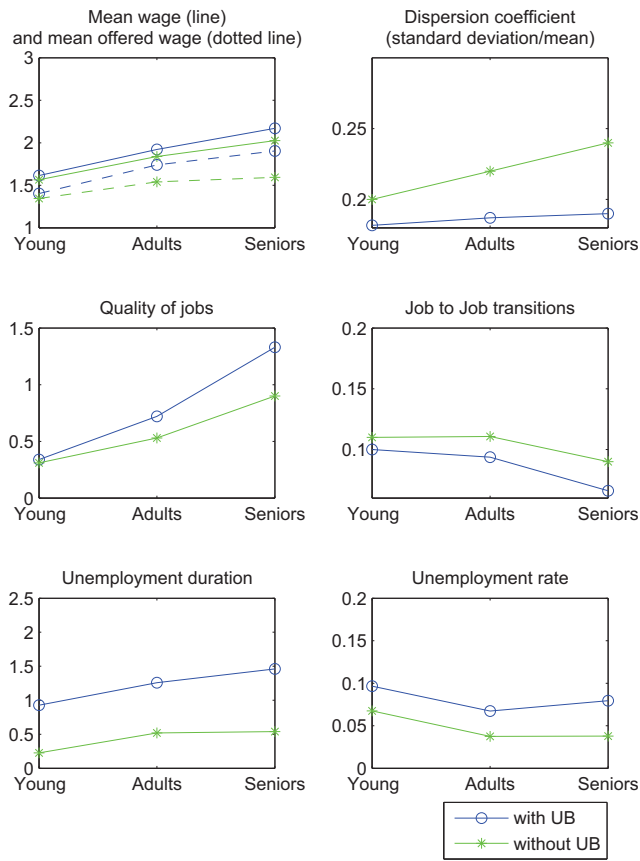 Mean wage (line)
and mean offered wage (dotted line)
3
2.5
2
1.5
1
Young
Adults
Seniors
Dispersion coefficient
(standard deviation/mean)
0.25
0.2
Young
Adults
Seniors
Quality of jobs
1.5
1
0.5
0
Young
Adults
Seniors
Job to Job transitions
0.2
0.15
0.1
Young
Adults
Seniors
Unemployment duration
2.5
2
1.5
1
0.5
0
Young
Adults
Seniors
Unemployment rate
0.2
0.15
0.1
0.05
0
Young
Adults
Seniors
with UB
without UB